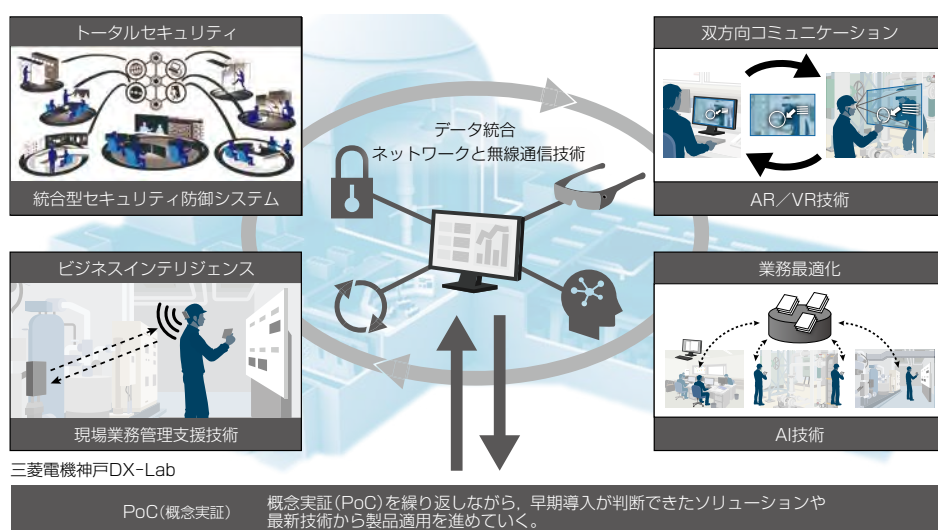 トータルセキュリティ
統合型セキュリティ防御システム
双方向コミュニケーション
AR／VR技術
データ統合
ネットワークと無線通信技術
ビジネスインテリジェンス
現場業務管理支援技術
業務最適化
AI技術
三菱電機神戸DX-Lab
PoC(概念実証)
概念実証(PoC)を繰り返しながら，早期導入が判断できたソリューションや
最新技術から製品適用を進めていく。